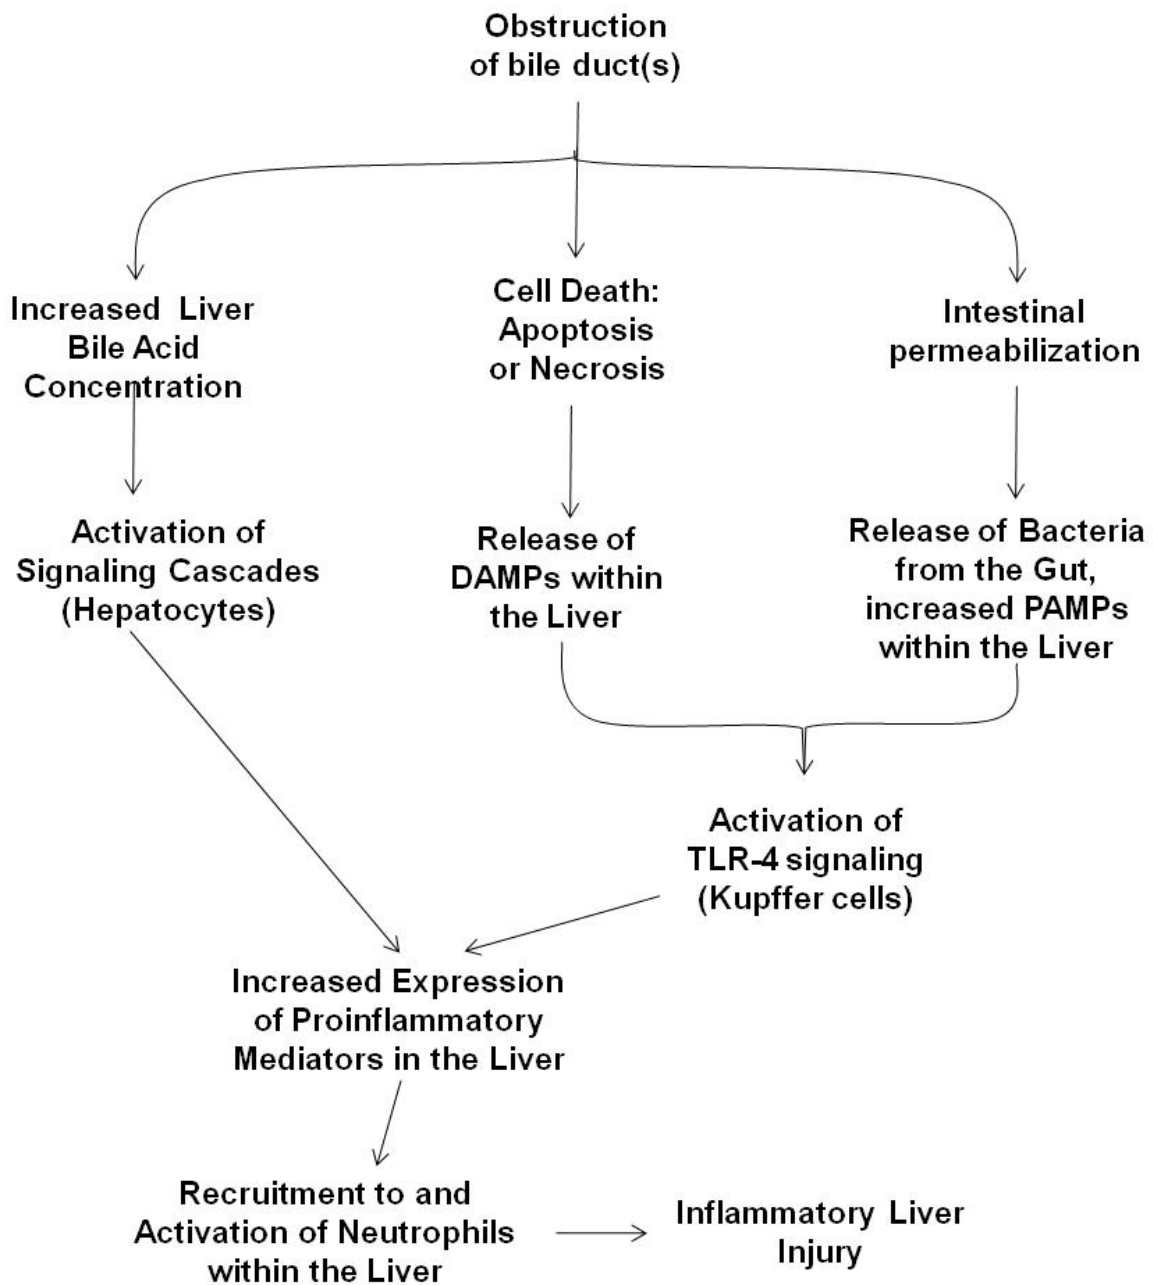 Obstruction
of bile duct(s)
Increased Liver
Bile Acid
Concentration
Cell Death:
Apoptosis
or Necrosis
Intestinal
permeabilization
Activation of
Signaling Cascades
(Hepatocytes)
Release of
DAMPs within
the Liver
Release of Bacteria
from the Gut,
increased PAMPs
within the Liver
Activation of
TLR-4 signaling
(Kupffer cells)
Increased Expression
of Proinflammatory
Mediators in the Liver
Recruitment to and
Activation of Neutrophils
within the Liver
Inflammatory Liver
Injury